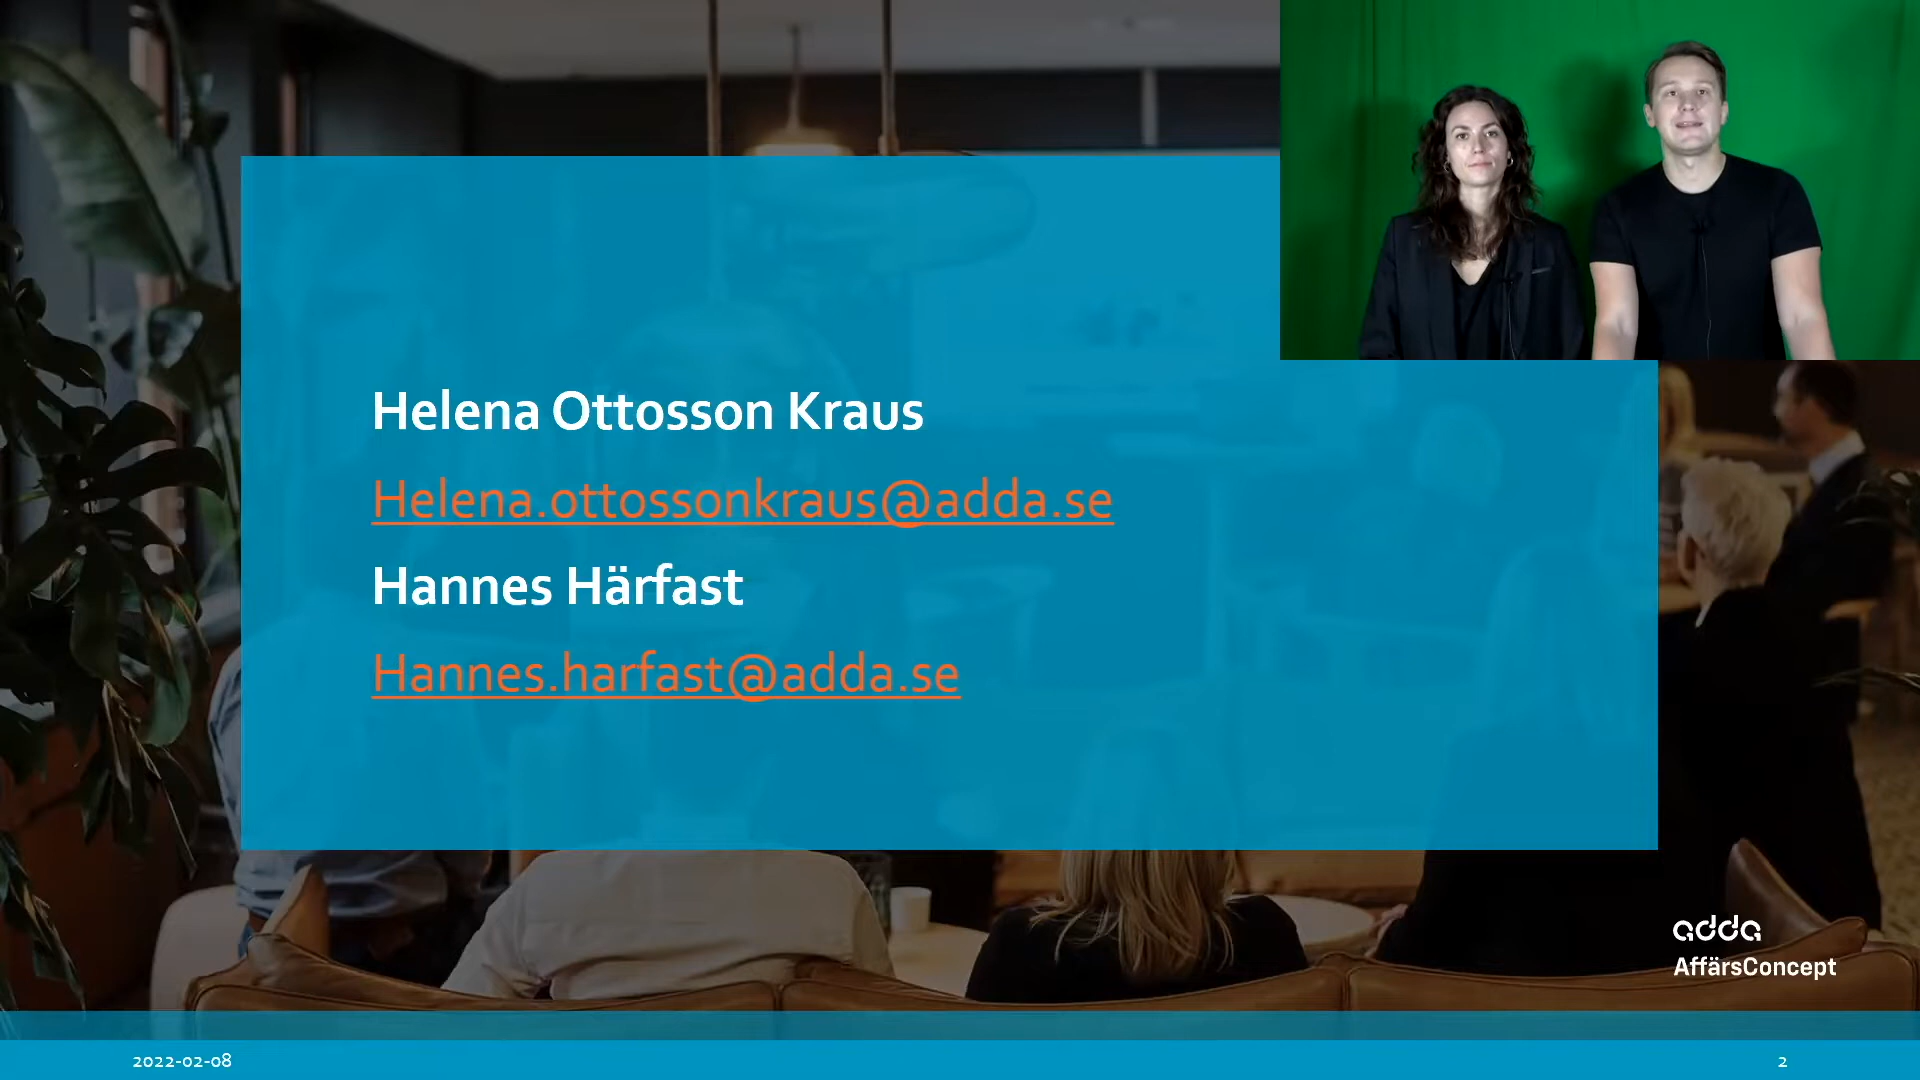 Helena Ottosson Kraus
Helena.ottossonkraus@adda.se
Hannes Härfast
Hannes.harfast@adda.se
adda
AffärsConcept
2022-02-08
2